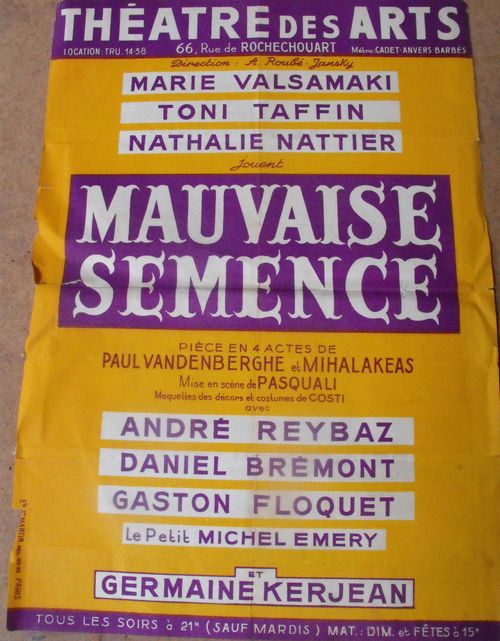 THÉATRE DES ARTS
LOCATION: TRU. 14-38 66, Rue de ROCHECHOUART Métro: CADET-ANVERS BARBÈS
Direction: A. Roubé-Jansky
MARIE VALSAMAKI
TONI TAFFIN
NATHALIE NATTIER
jouent
MAUVAISE
SEMENCE
PIÈCE EN 4 ACTES DE
PAUL VANDENBERGHE et MIHALAKEAS
Mise en scène de PASQUALI
Maquettes des décors et costumes de COSTI
avec
ANDRÉ REYBAZ
DANIEL BRÉMONT
GASTON FLOQUET
Le Petit MICHEL EMERY
ET
GERMAINE KERJEAN
TOUS LES SOIRS à 21H (SAUF MARDIS) MAT.: DIM. et FÊTES à 15H
PARIS